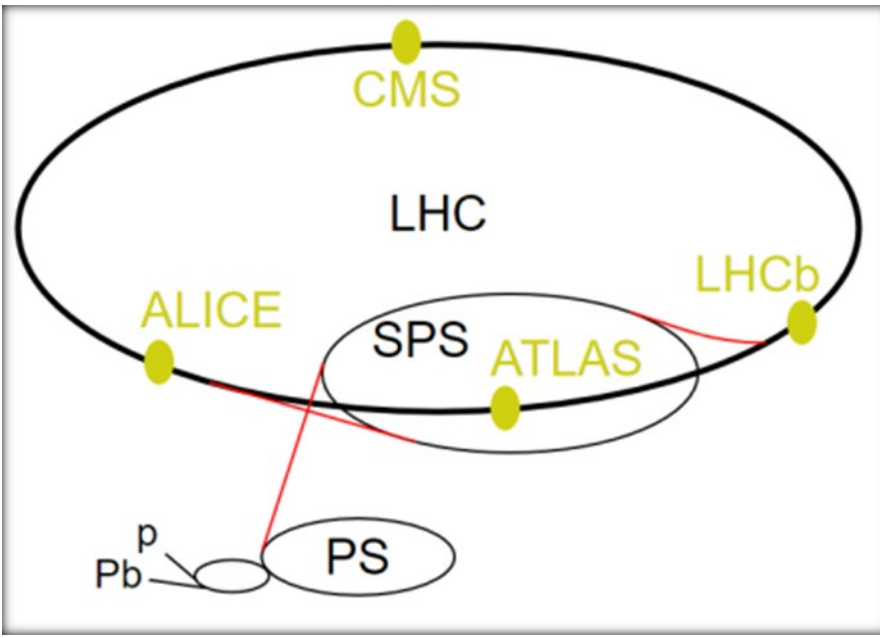 CMS
LHC
LHCb
ALICE
SPS
ATLAS
p
Pb
PS